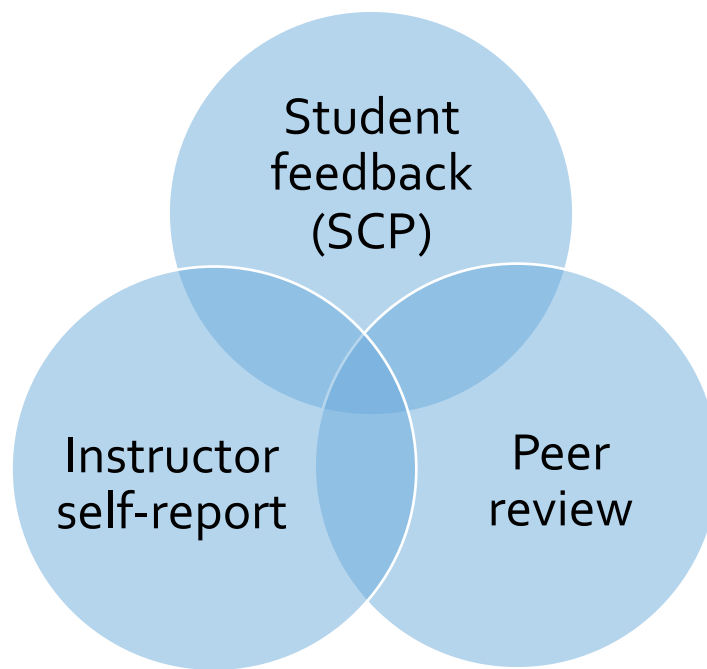 Student
feedback
(SCP)
Instructor
self-report
Peer
review